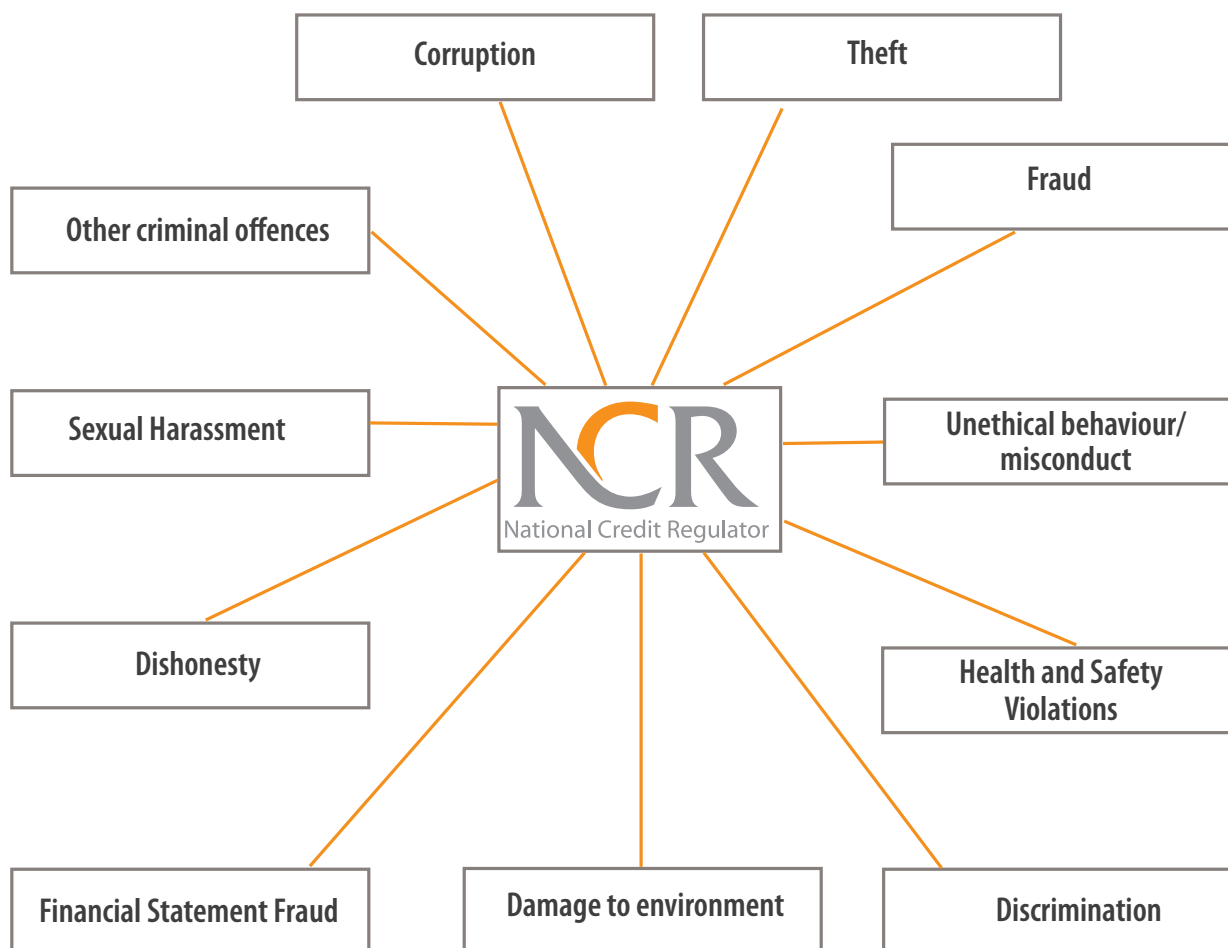 Corruption
Theft
Fraud
Other criminal offences
Sexual Harassment
NCR
National Credit Regulator
Unethical behaviour/
misconduct
Dishonesty
Health and Safety
Violations
Financial Statement Fraud
Damage to environment
Discrimination